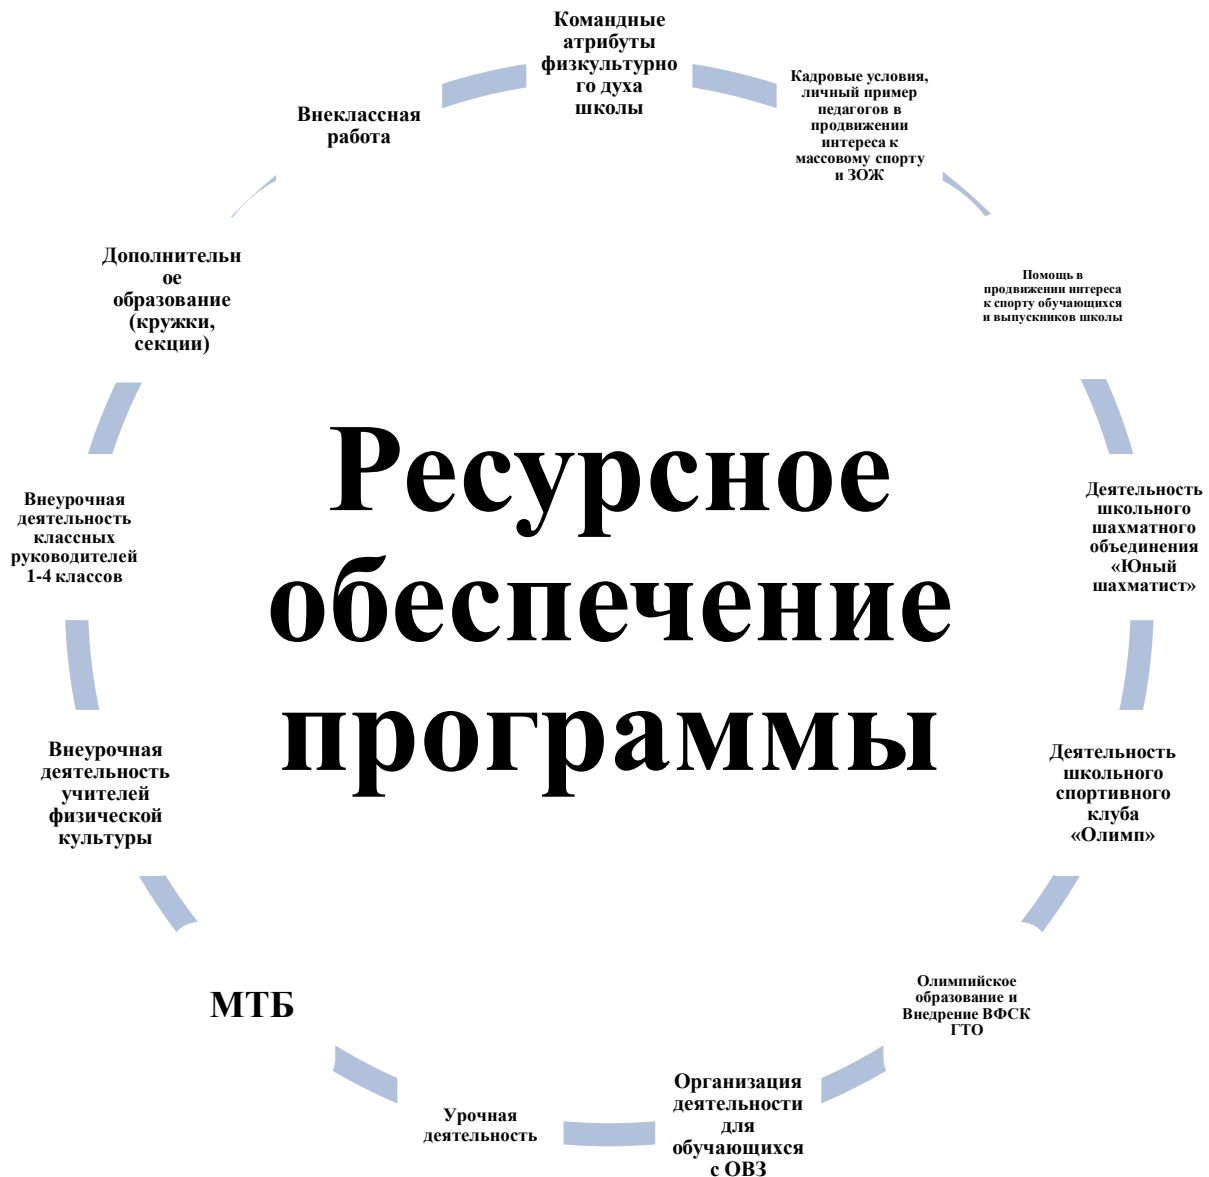 Командные
атрибуты
физкультурно
го духа
школы
Кадровые условия,
личный пример
педагогов в
продвижении
интереса к
массовому спорту
и ЗОЖ
Помощь в
продвижении интереса
к спорту обучающихся
и выпускников школы
Деятельность
школьного
шахматного
объединения
«Юный
шахматист»
Деятельность
школьного
спортивного
клуба
«Олимп»
Олимпийское
образование и
Внедрение ВФСК
ГТО
Организация
деятельности
для
обучающихся
с ОВЗ
Урочная
деятельность
МТБ
Внеурочная
деятельность
учителей
физической
культуры
Внеурочная
деятельность
классных
руководителей
1-4 классов
Дополнительн
ое
образование
(кружки,
секции)
Внеклассная
работа
Ресурсное
обеспечение
программы